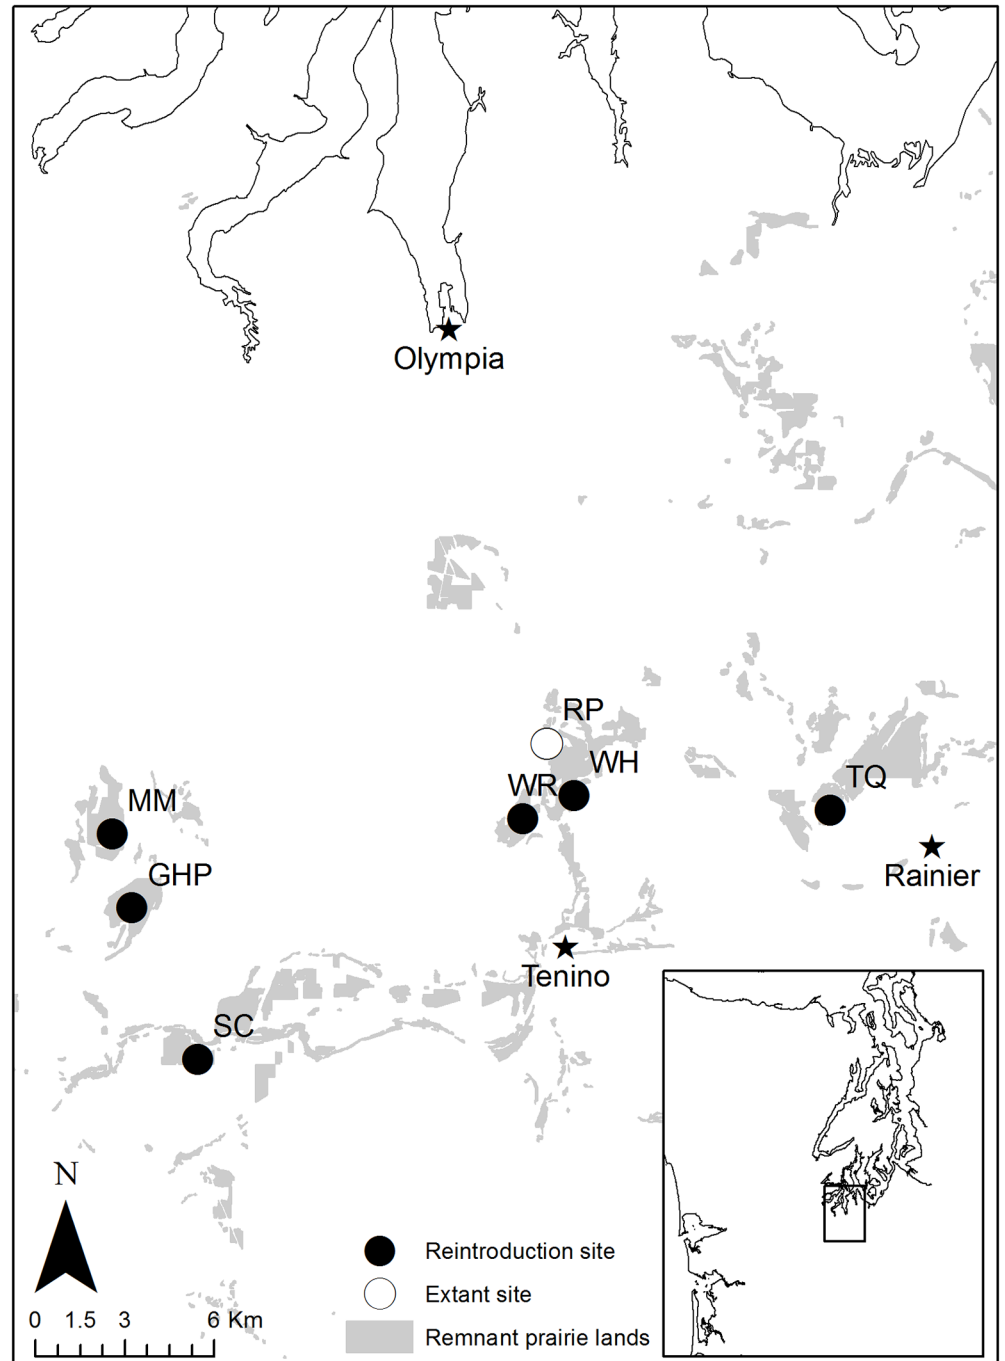 Olympia
RP
WH
WR
TQ
MM
Rainier
GHP
Tenino
SC
N
0 1.5 3 6 Km
Reintroduction site
Extant site
Remnant prairie lands